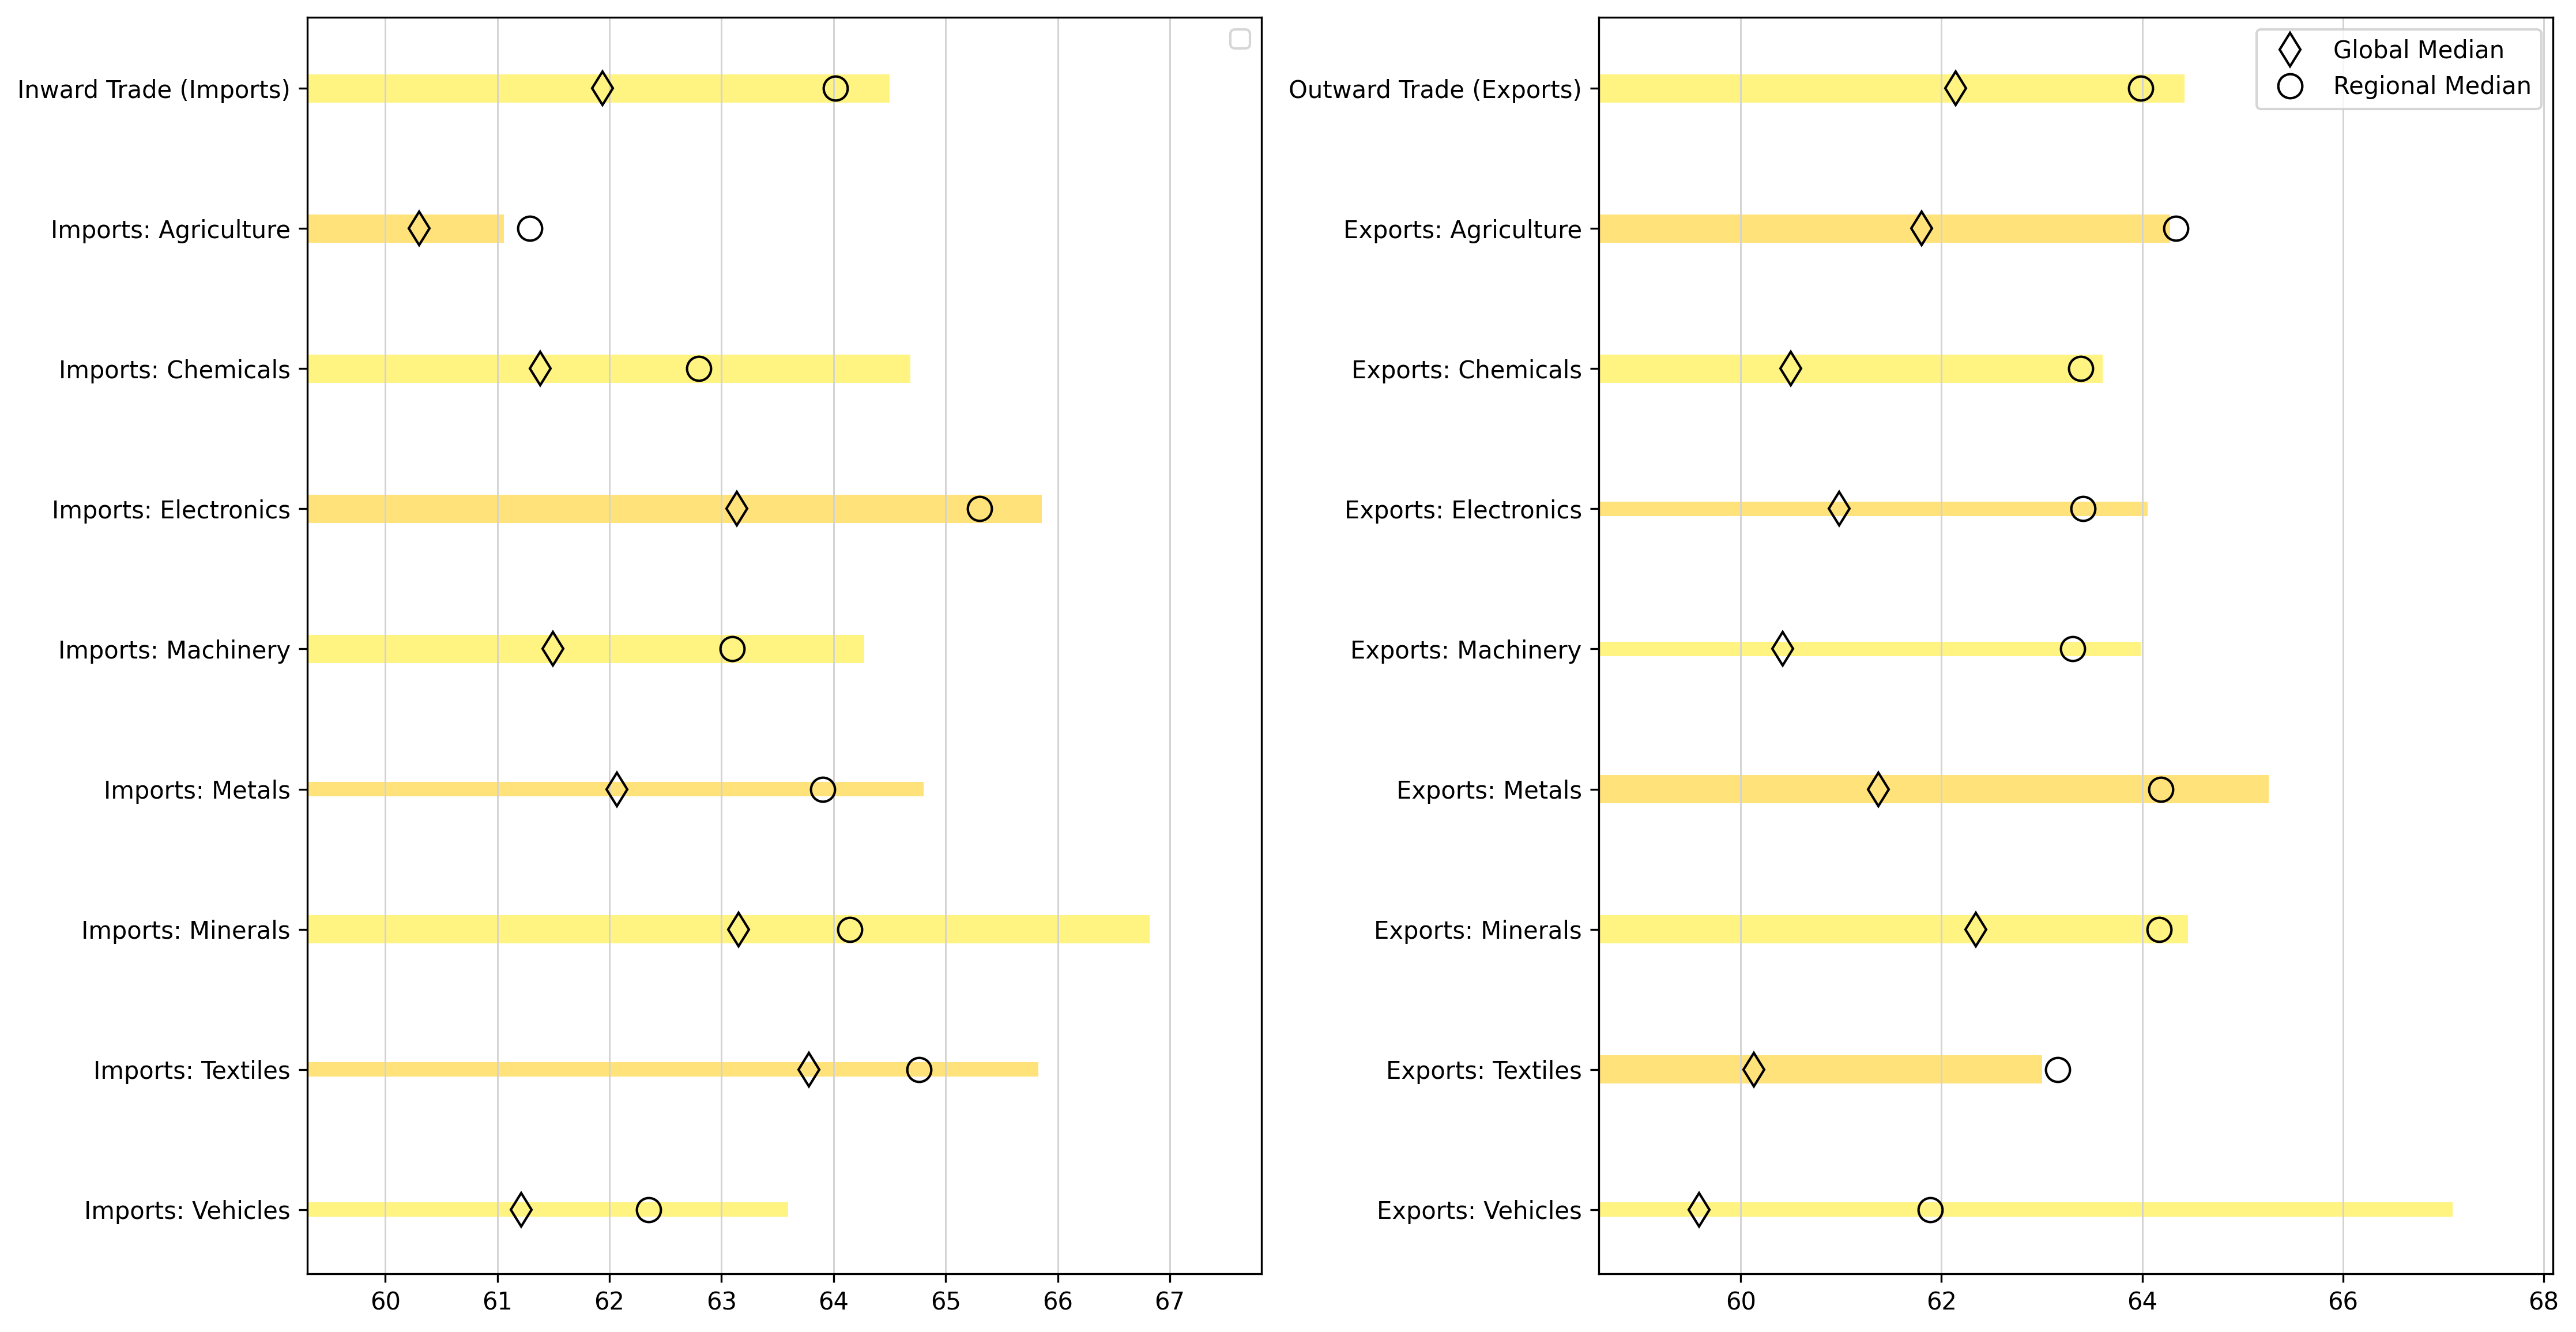 Inward Trade (Imports)
Imports: Agriculture
Imports: Chemicals
Imports: Electronics
Imports: Machinery
Imports: Metals
Imports: Minerals
Imports: Textiles
Imports: Vehicles
60 61 62 63 64 65 66 67
Global Median
Regional Median
Outward Trade (Exports)
Exports: Agriculture
Exports: Chemicals
Exports: Electronics
Exports: Machinery
Exports: Metals
Exports: Minerals
Exports: Textiles
Exports: Vehicles
60 62 64 66 68